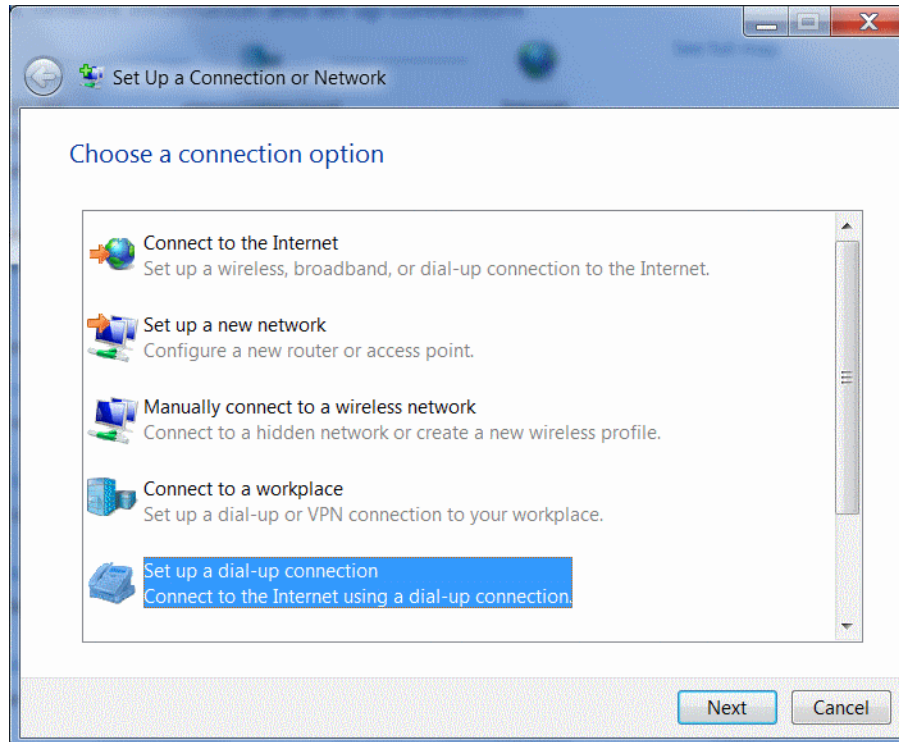 Set Up a Connection or Network
Choose a connection option
Connect to the Internet
Set up a wireless, broadband, or dial-up connection to the Internet.
Set up a new network
Configure a new router or access point.
Manually connect to a wireless network
Connect to a hidden network or create a new wireless profile.
Connect to a workplace
Set up a dial-up or VPN connection to your workplace.
Set up a dial-up connection
Connect to the Internet using a dial-up connection.
Next
Cancel